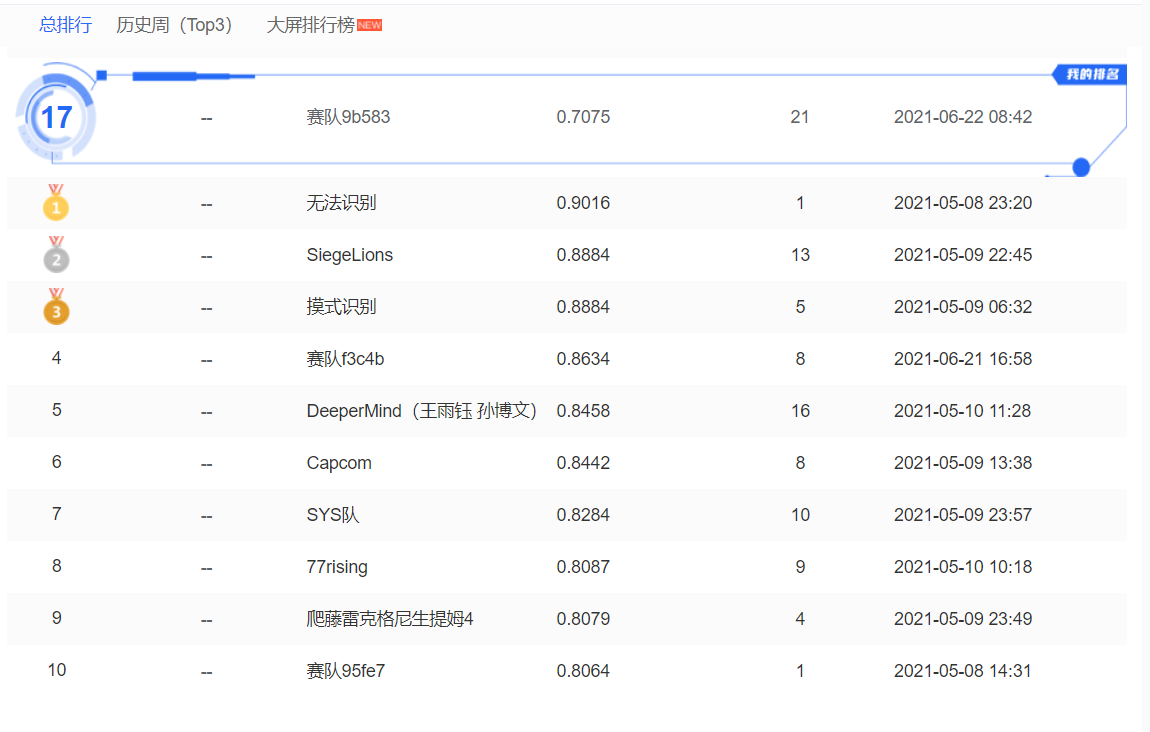 总排行 历史周（Top3） 大屏排行榜 NEW
我的排名
17 -- 赛队9b583 0.7075 21 2021-06-22 08:42
1 -- 无法识别 0.9016 1 2021-05-08 23:20
2 -- SiegeLions 0.8884 13 2021-05-09 22:45
3 -- 摸式识别 0.8884 5 2021-05-09 06:32
4 -- 赛队f3c4b 0.8634 8 2021-06-21 16:58
5 -- DeeperMind（王雨钰 孙博文） 0.8458 16 2021-05-10 11:28
6 -- Capcom 0.8442 8 2021-05-09 13:38
7 -- SYS队 0.8284 10 2021-05-09 23:57
8 -- 77rising 0.8087 9 2021-05-10 10:18
9 -- 爬藤雷克格尼生提姆4 0.8079 4 2021-05-09 23:49
10 -- 赛队95fe7 0.8064 1 2021-05-08 14:31